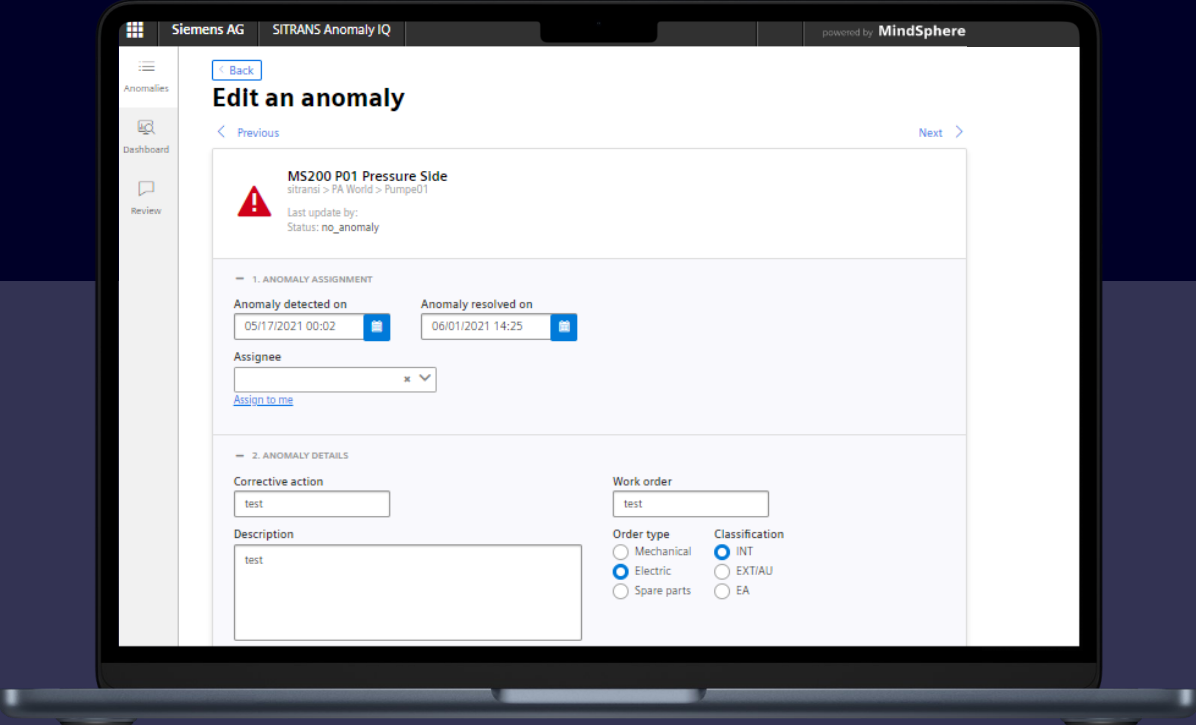 Siemens AG SITRANS Anomaly IQ powered by MindSphere
Anomalies
Dashboard
Review
Back
Edit an anomaly
Previous Next
MS200 P01 Pressure Side
sitransi > PA World > Pumpe01
Last update by:
Status: no_anomaly
1. ANOMALY ASSIGNMENT
Anomaly detected on Anomaly resolved on
05/17/2021 00:02 06/01/2021 14:25
Assignee
Assign to me
2. ANOMALY DETAILS
Corrective action Work order
test test
Description Order type Classification
test Mechanical INT
Electric EXT/AU
Spare parts EA